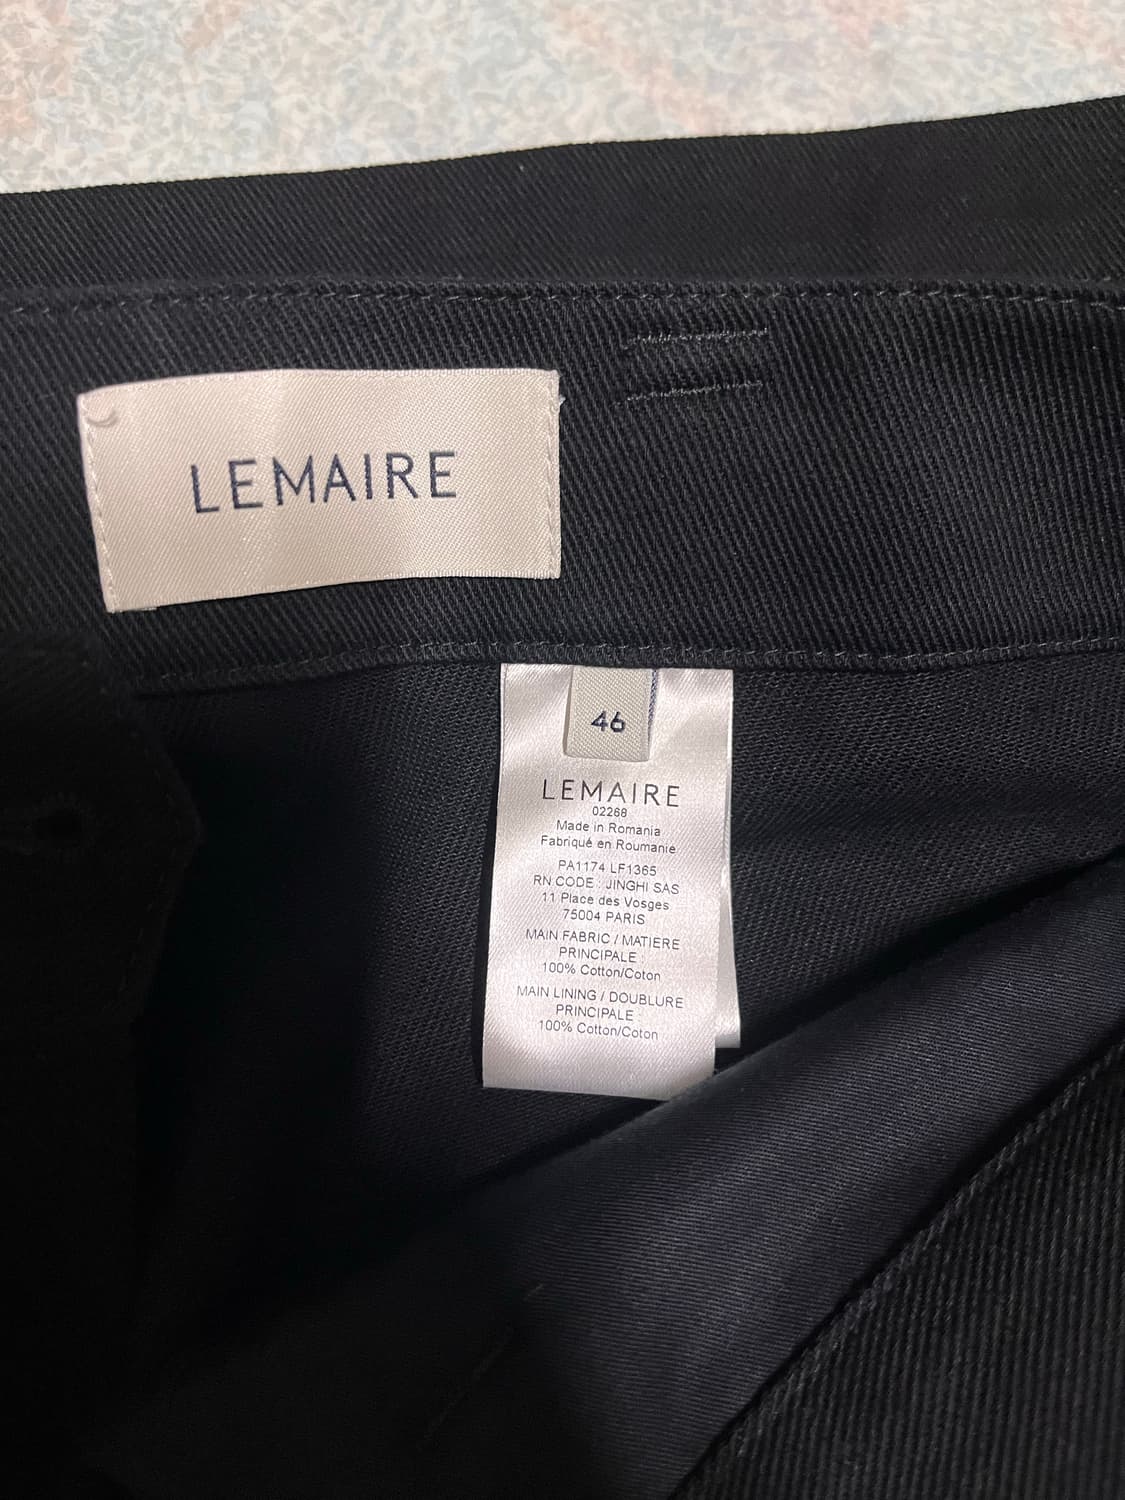 LEMAIRE
46
LEMAIRE
02268
Made in Romania
Fabriqué en Roumanie
PA1174 LF1365
RN CODE : JINGHI SAS
11 Place des Vosges
75004 PARIS
MAIN FABRIC / MATIERE
PRINCIPALE :
100% Cotton/Coton
MAIN LINING / DOUBLURE
PRINCIPALE :
100% Cotton/Coton